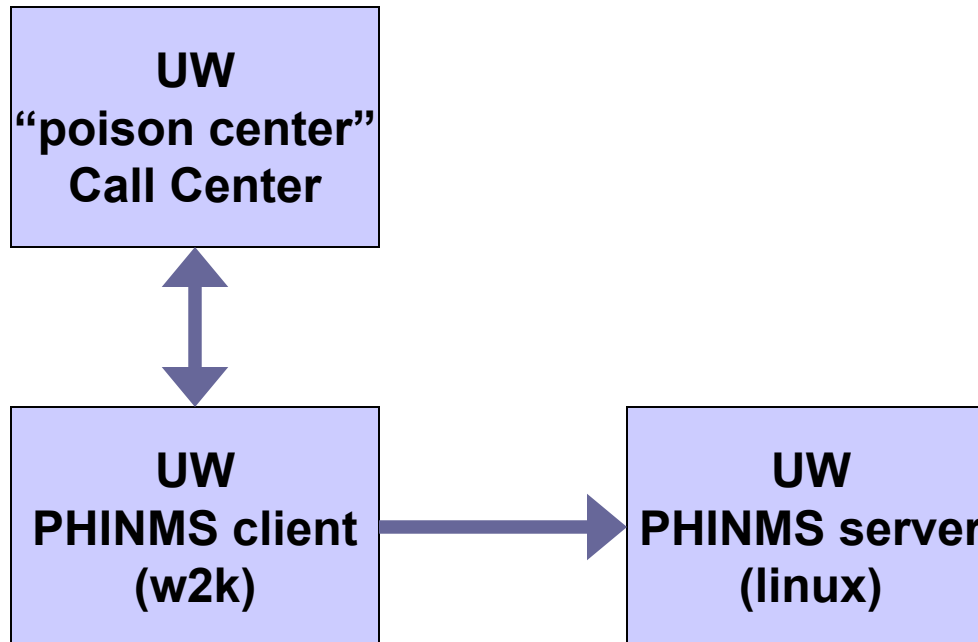 UW
“poison center”
Call Center
UW
PHINMS client
(w2k)
UW
PHINMS server
(linux)